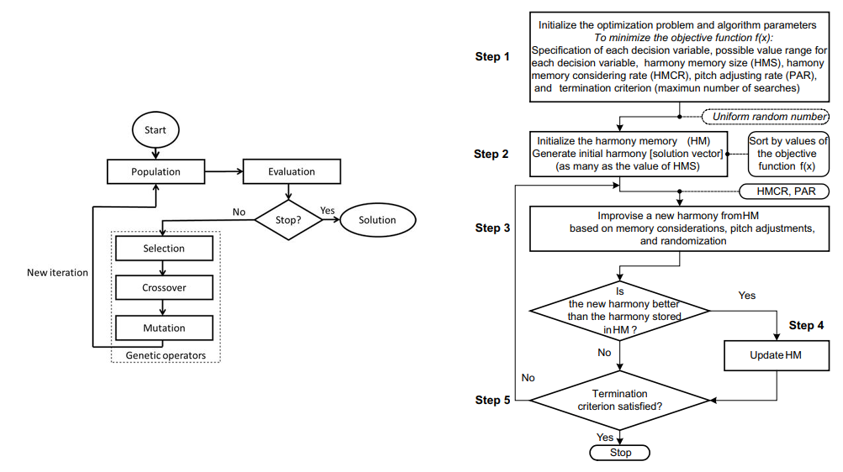 Start
Population
Evaluation
No
Stop?
Yes
Solution
Selection
New iteration
Crossover
Mutation
Genetic operators
Step 1
Initialize the optimization problem and algorithm parameters
To minimize the objective function f(x):
Specification of each decision variable, possible value range for
each decision variable, harmony memory size (HMS), hamony
memory considering rate (HMCR), pitch adjusting rate (PAR),
and termination criterion (maximun number of searches)
Uniform random number
Step 2
Initialize the harmony memory (HM)
Generate initial harmony [solution vector]
(as many as the value of HMS)
Sort by values of
the objective
function f(x)
HMCR, PAR
Step 3
Improvise a new harmony fromHM
based on memory considerations, pitch adjustments,
and randomization
Is
the new harmony better
than the harmony stored
inHM ?
Yes
Step 4
Update HM
No
No
Step 5
Termination
criterion satisfied?
Yes
Stop